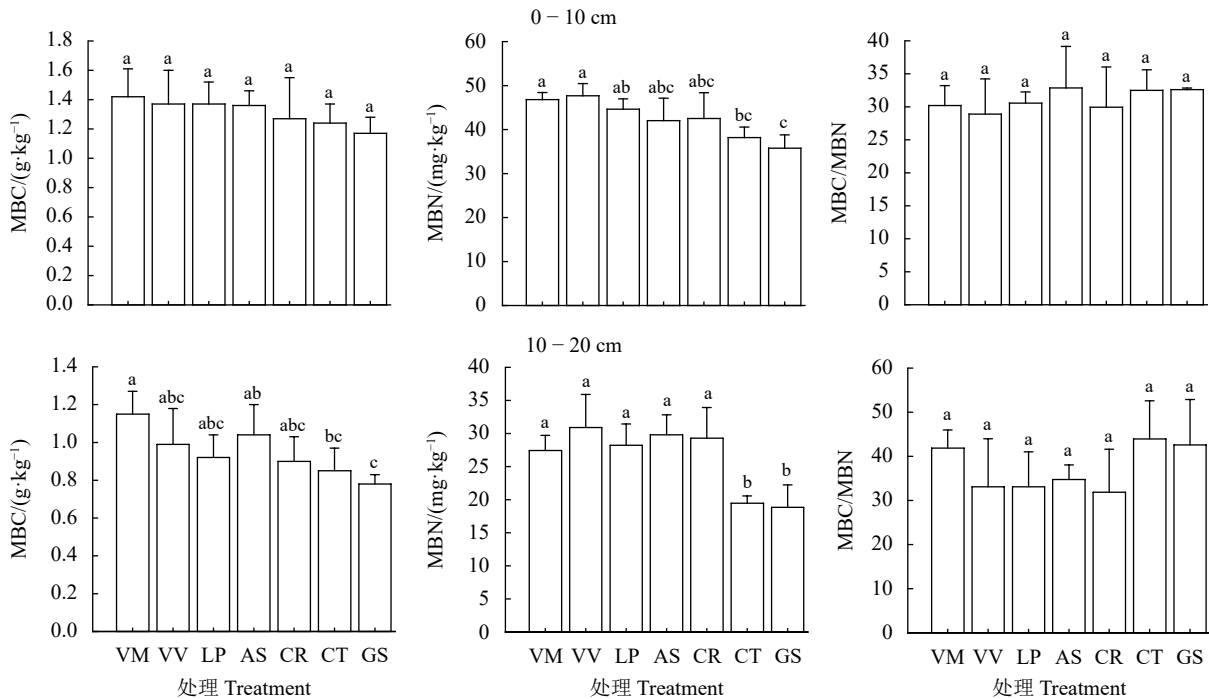 0 − 10 cm
MBC/(g·kg⁻¹)
1.8
1.6
1.4
1.2
1.0
0.8
0.6
0.4
0.2
0.0
a a a a a a a
MBN/(mg·kg⁻¹)
60
50
40
30
20
10
0
a a ab abc abc bc c
MBC/MBN
40
35
30
25
20
15
10
5
0
a a a a a a a
10 − 20 cm
MBC/(g·kg⁻¹)
1.4
1.2
1.0
0.8
0.6
0.4
0.2
0.0
a abc abc ab abc bc c
VM VV LP AS CR CT GS
处理 Treatment
MBN/(mg·kg⁻¹)
40
35
30
25
20
15
10
5
0
a a a a a b b
VM VV LP AS CR CT GS
处理 Treatment
MBC/MBN
60
50
40
30
20
10
0
a a a a a a a
VM VV LP AS CR CT GS
处理 Treatment